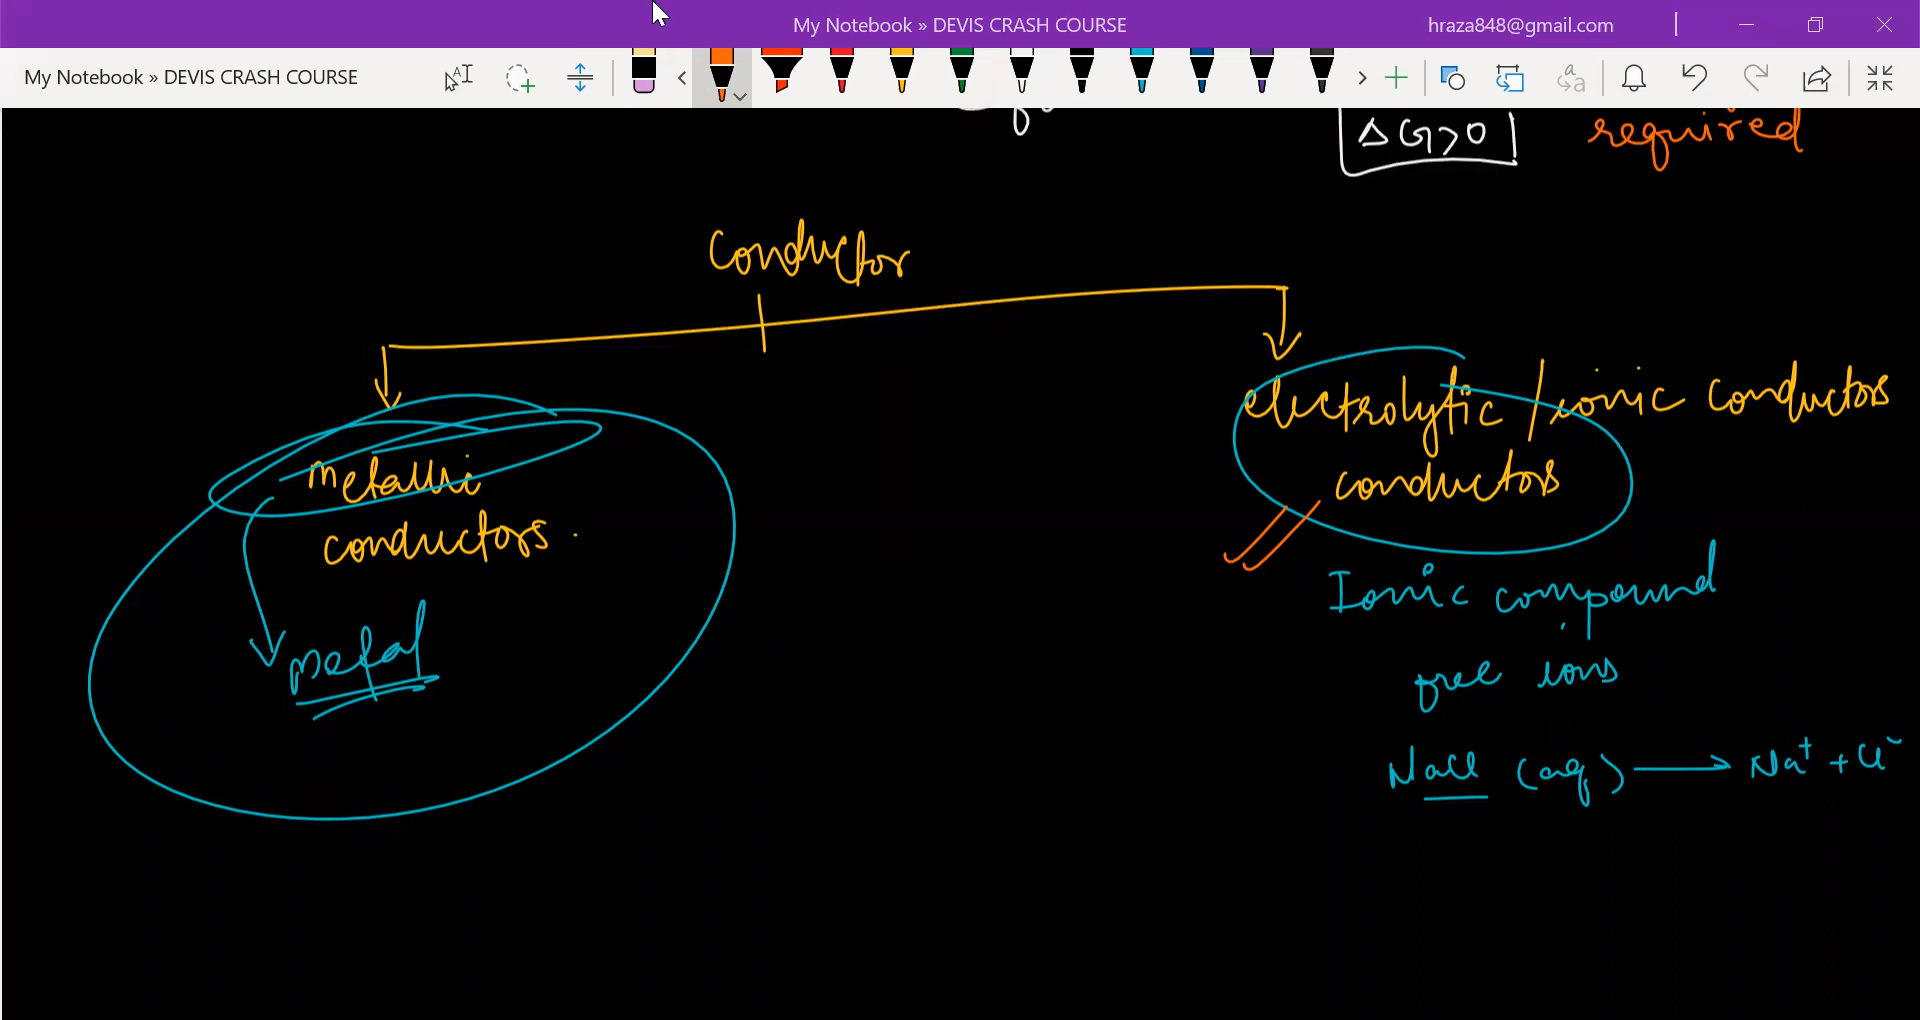 My Notebook » DEVIS CRASH COURSE
hraza848@gmail.com
My Notebook » DEVIS CRASH COURSE
ΔG>0
required
Conductor
metallic
conductors.
metal
electrolytic / ionic conductors
conductors
Ionic compound
free ions
NaCl (aq) → Na⁺ + Cl⁻